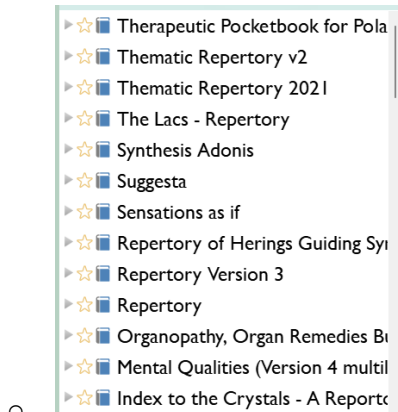 Therapeutic Pocketbook for Pola
Thematic Repertory v2
Thematic Repertory 2021
The Lacs - Repertory
Synthesis Adonis
Suggesta
Sensations as if
Repertory of Herings Guiding Syı
Repertory Version 3
Repertory
Organopathy, Organ Remedies Bu
Mental Qualities (Version 4 multil
Index to the Crystals - A Reporto